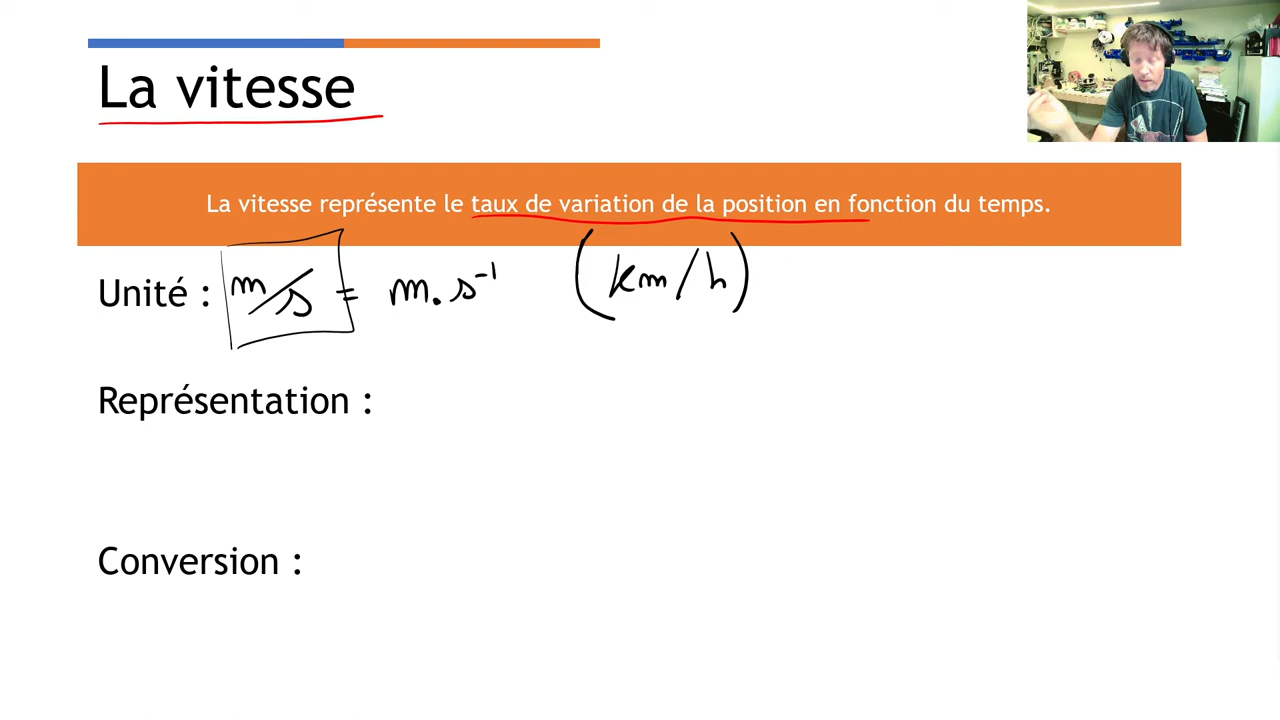 La vitesse
La vitesse représente le taux de variation de la position en fonction du temps.
Unité : m/s = m.s⁻¹ (km/h)
Représentation :
Conversion :